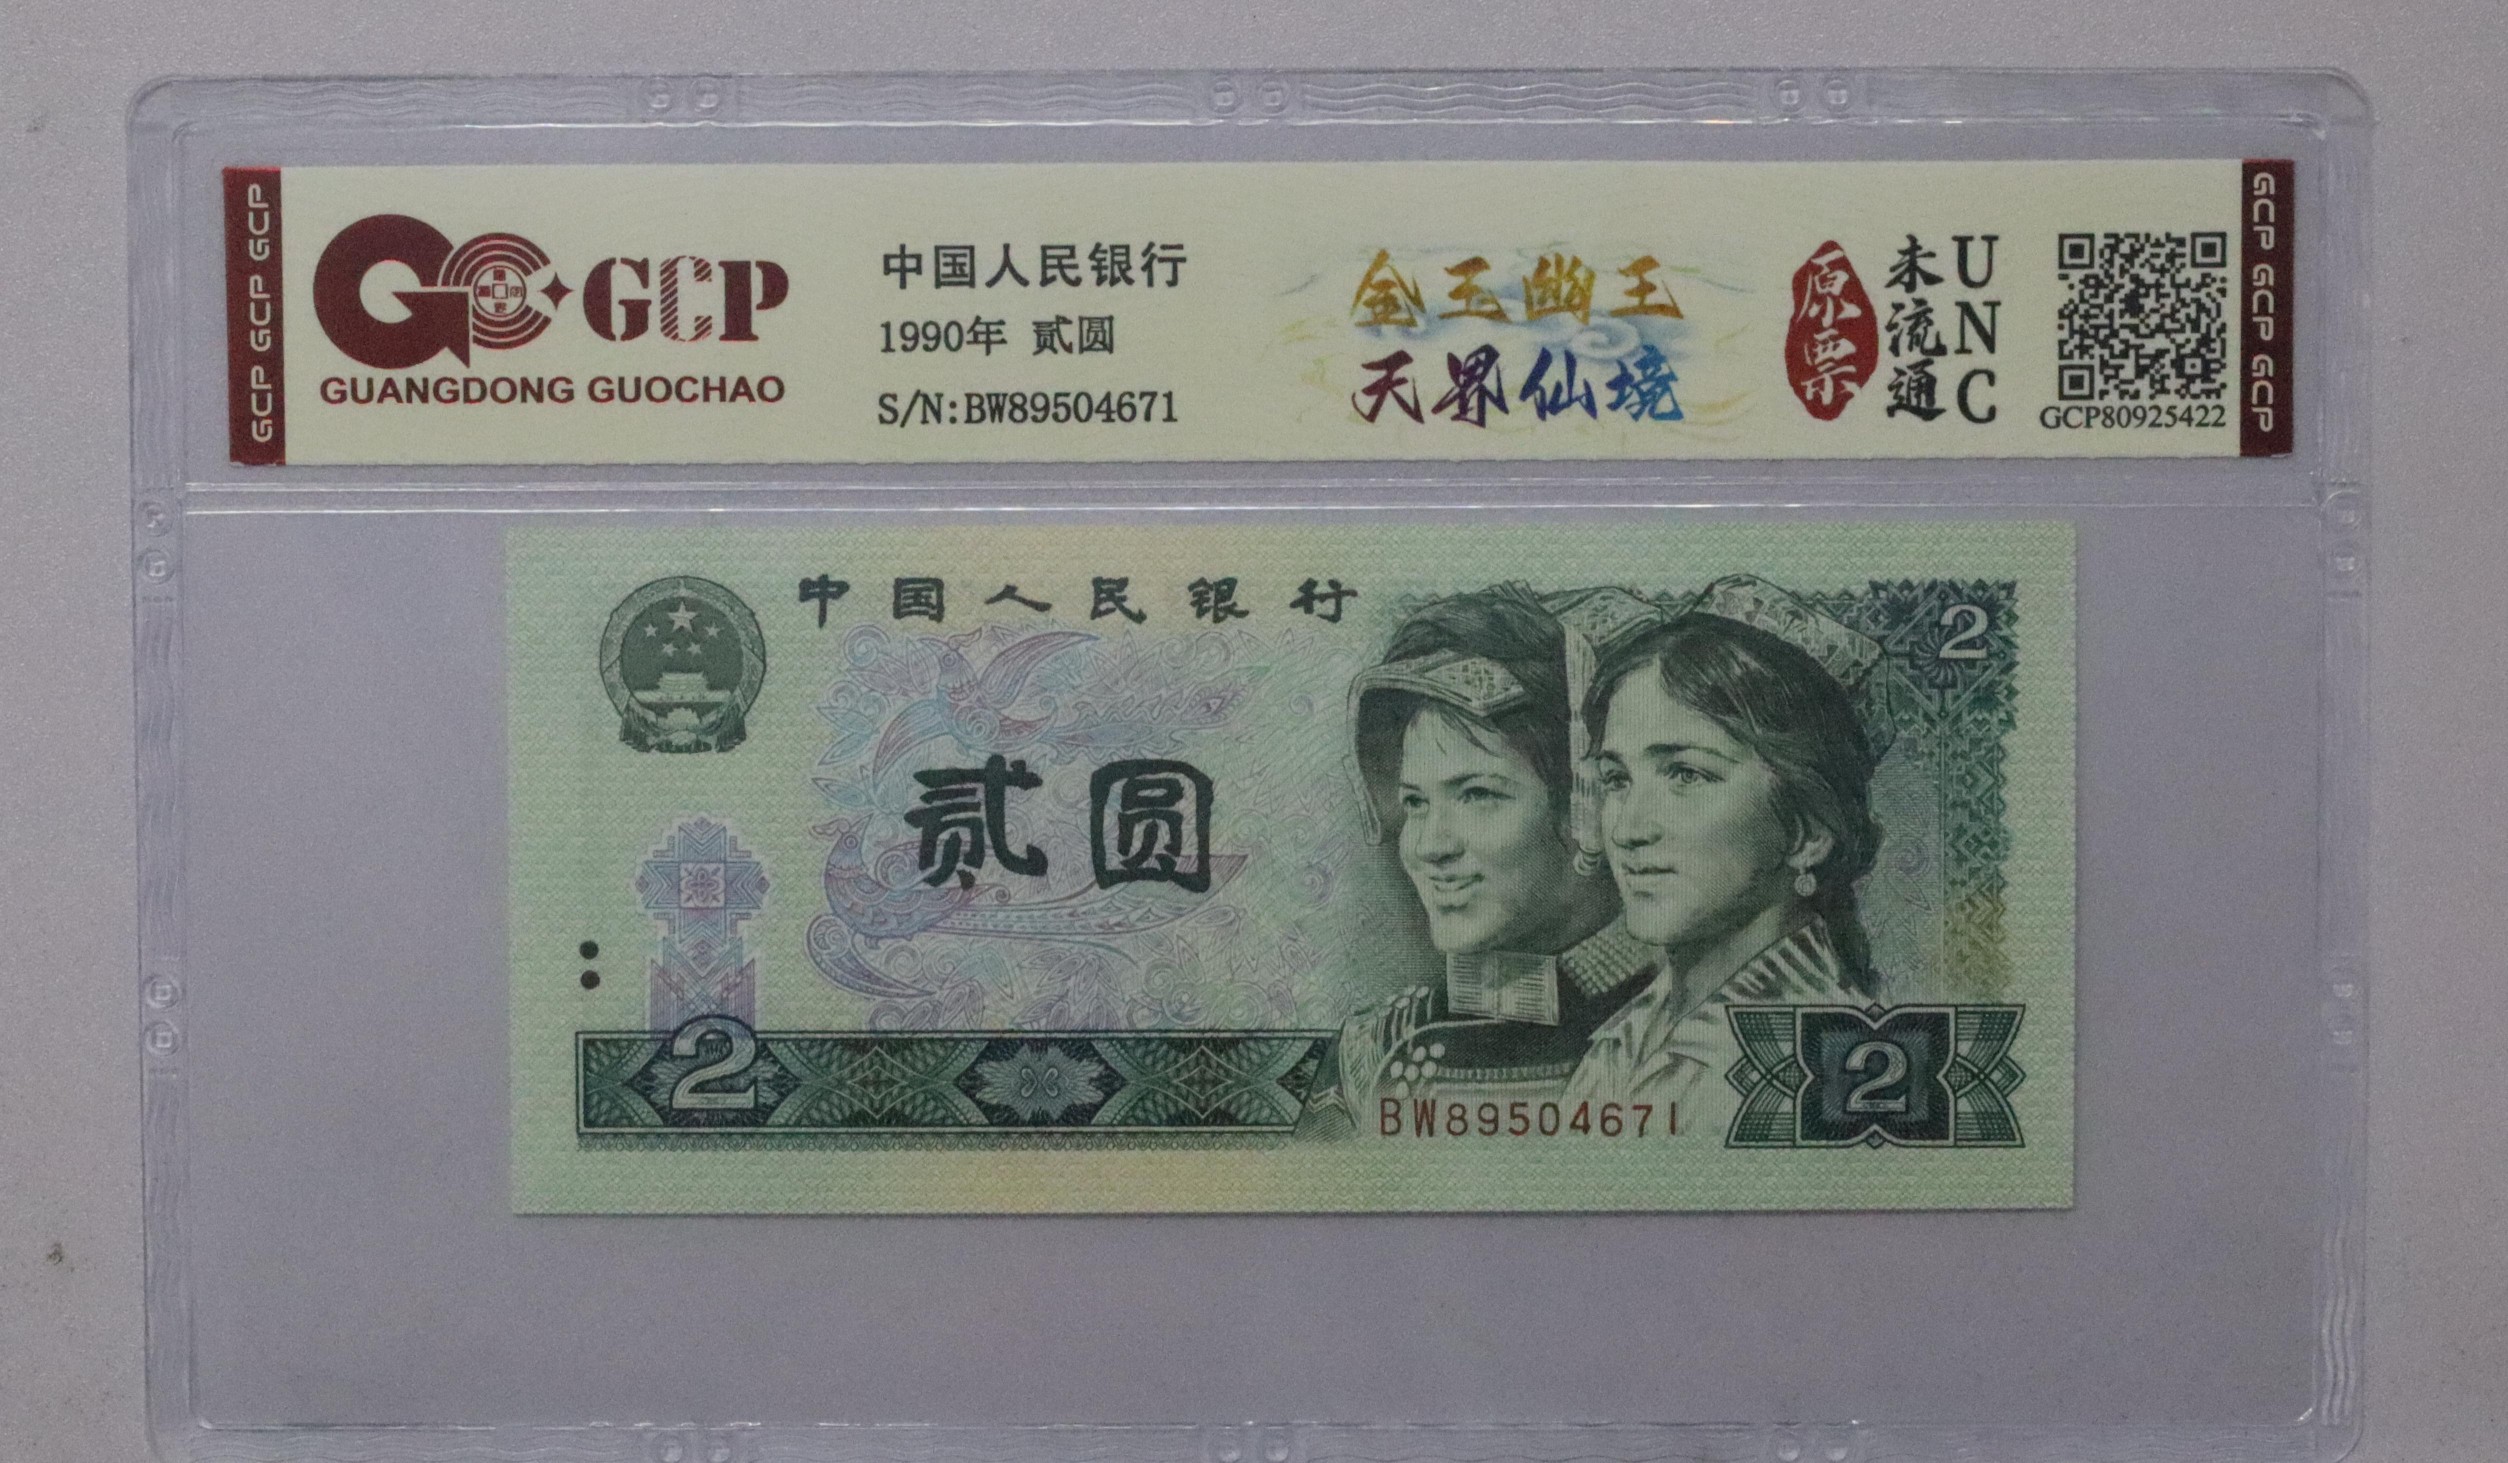 GCP GCP GCP
GCP
GUANGDONG GUOCHAO
中国人民银行
1990年 贰圆
S/N:BW89504671
金玉幽王
天界仙境
原票
未流通
UNC
GCP80925422
GCP GCP GCP
中国人民银行
2
贰圆
2
BW89504671
2